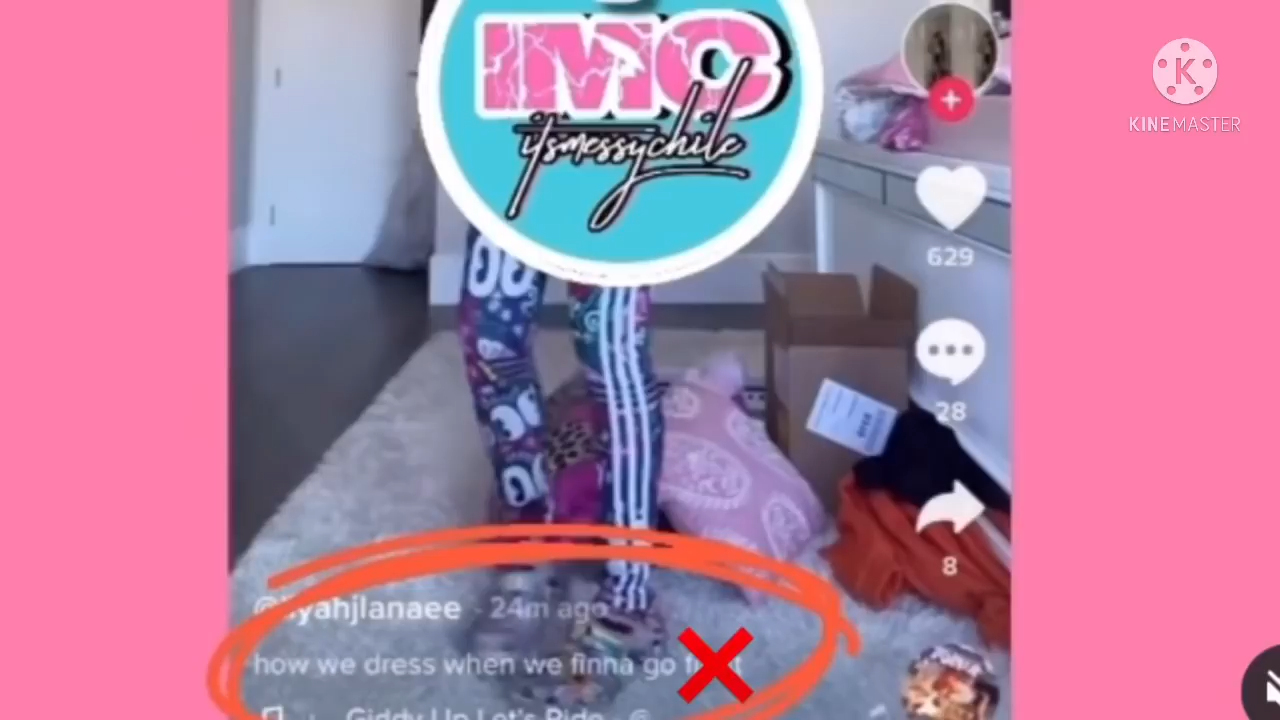 IMC
itsmessychile
KINEMASTER
629
28
8
yahjlanaee · 24m ago
how we dress when we finna go
Giddy Up Let's Ride - @